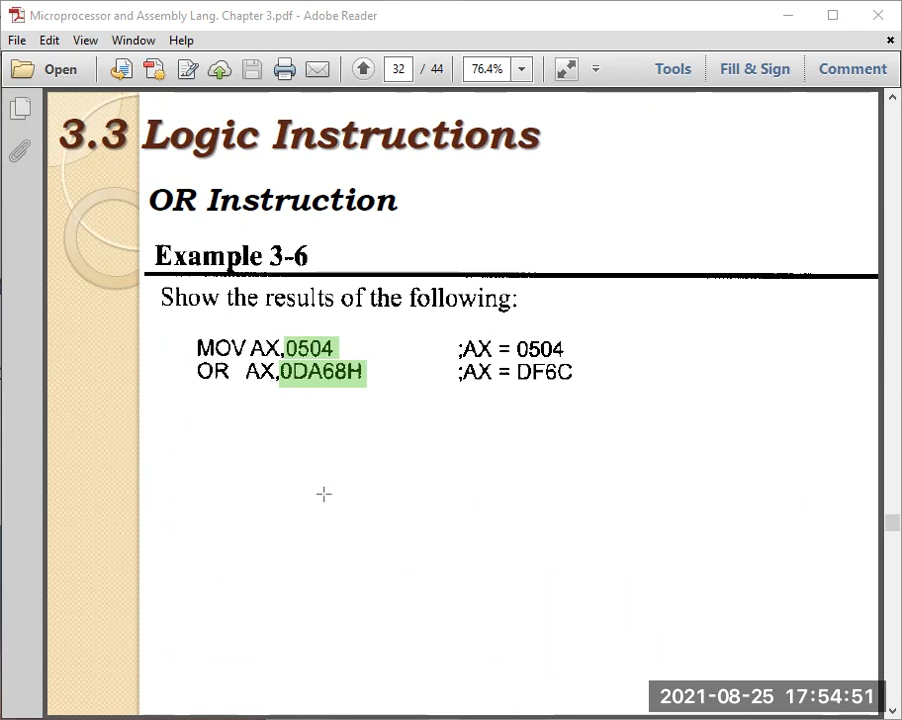 Microprocessor and Assembly Lang. Chapter 3.pdf - Adobe Reader
File Edit View Window Help
Open 32 / 44 76.4% Tools Fill & Sign Comment
3.3 Logic Instructions
OR Instruction
Example 3-6
Show the results of the following:
MOV AX,0504 ;AX = 0504
OR AX,0DA68H ;AX = DF6C
2021-08-25 17:54:51